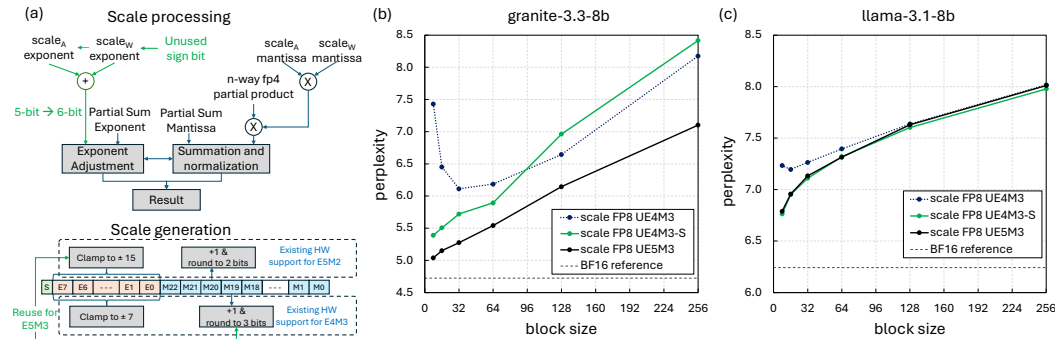 (a)
Scale processing
scaleA
exponent
scaleW
exponent
Unused
sign bit
scaleA
mantissa
scaleW
mantissa
+
X
n-way fp4
partial product
5-bit → 6-bit
Partial Sum
Exponent
Partial Sum
Mantissa
X
Exponent
Adjustment
Summation and
normalization
Result
Scale generation
Clamp to ± 15
+1 &
round to 2 bits
Existing HW
support for E5M2
S E7 E6 --- E1 E0 M22 M21 M20 M19 M18 --- M1 M0
Reuse for
E5M3
Clamp to ± 7
+1 &
round to 3 bits
Existing HW
support for E4M3
(b)
granite-3.3-8b
perplexity
8.5
8.0
7.5
7.0
6.5
6.0
5.5
5.0
4.5
scale FP8 UE4M3
scale FP8 UE4M3-S
scale FP8 UE5M3
BF16 reference
0 32 64 96 128 160 192 224 256
block size
(c)
llama-3.1-8b
perplexity
8.5
8.0
7.5
7.0
6.5
6.0
scale FP8 UE4M3
scale FP8 UE4M3-S
scale FP8 UE5M3
BF16 reference
0 32 64 96 128 160 192 224 256
block size